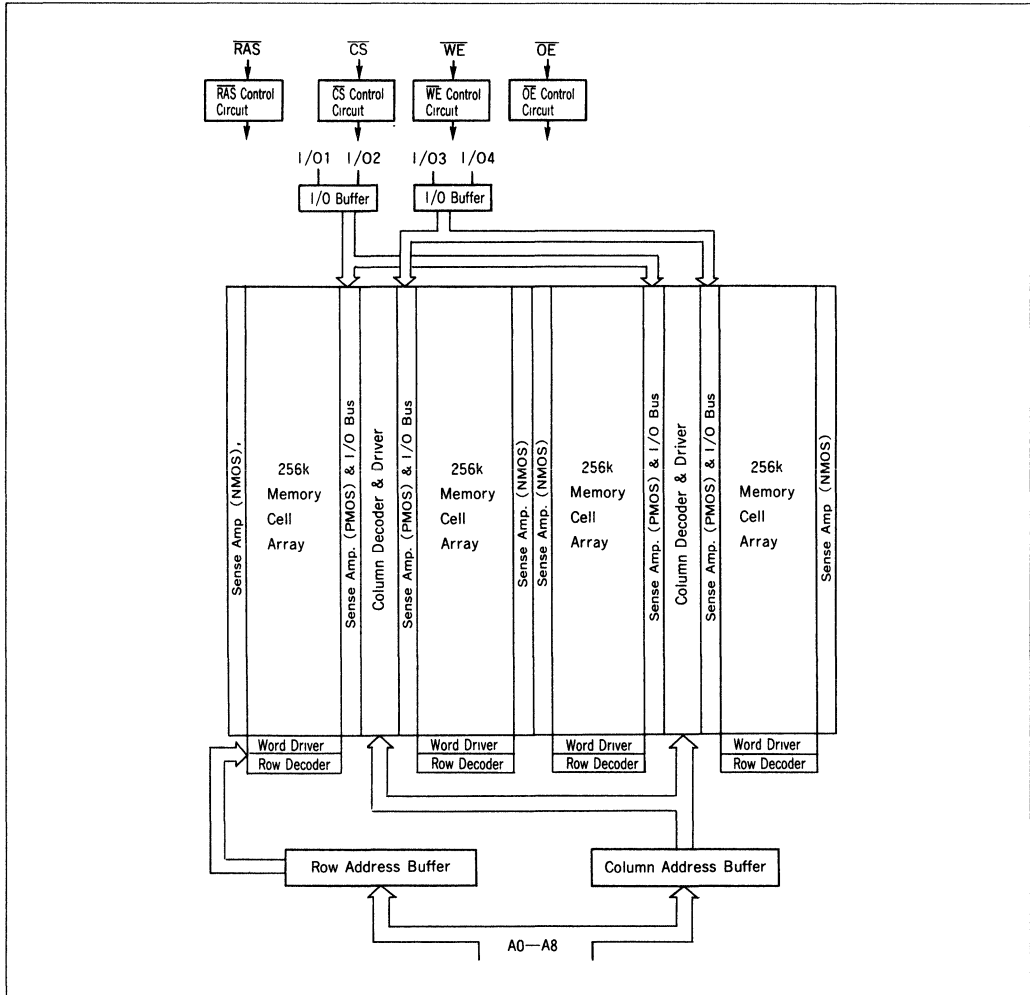 RAS CS WE OE
RAS Control Circuit
CS Control Circuit
WE Control Circuit
OE Control Circuit
I/O1 I/O2 I/O3 I/O4
I/O Buffer
I/O Buffer
Sense Amp (NMOS),
256k
Memory
Cell
Array
Sense Amp. (PMOS) & I/O Bus
Column Decoder & Driver
Sense Amp. (PMOS) & I/O Bus
256k
Memory
Cell
Array
Sense Amp. (NMOS)
Sense Amp. (NMOS)
256k
Memory
Cell
Array
Sense Amp. (PMOS) & I/O Bus
Column Decoder & Driver
Sense Amp. (PMOS) & I/O Bus
256k
Memory
Cell
Array
Sense Amp (NMOS)
Word Driver
Row Decoder
Word Driver
Row Decoder
Word Driver
Row Decoder
Word Driver
Row Decoder
Row Address Buffer
Column Address Buffer
A0—A8